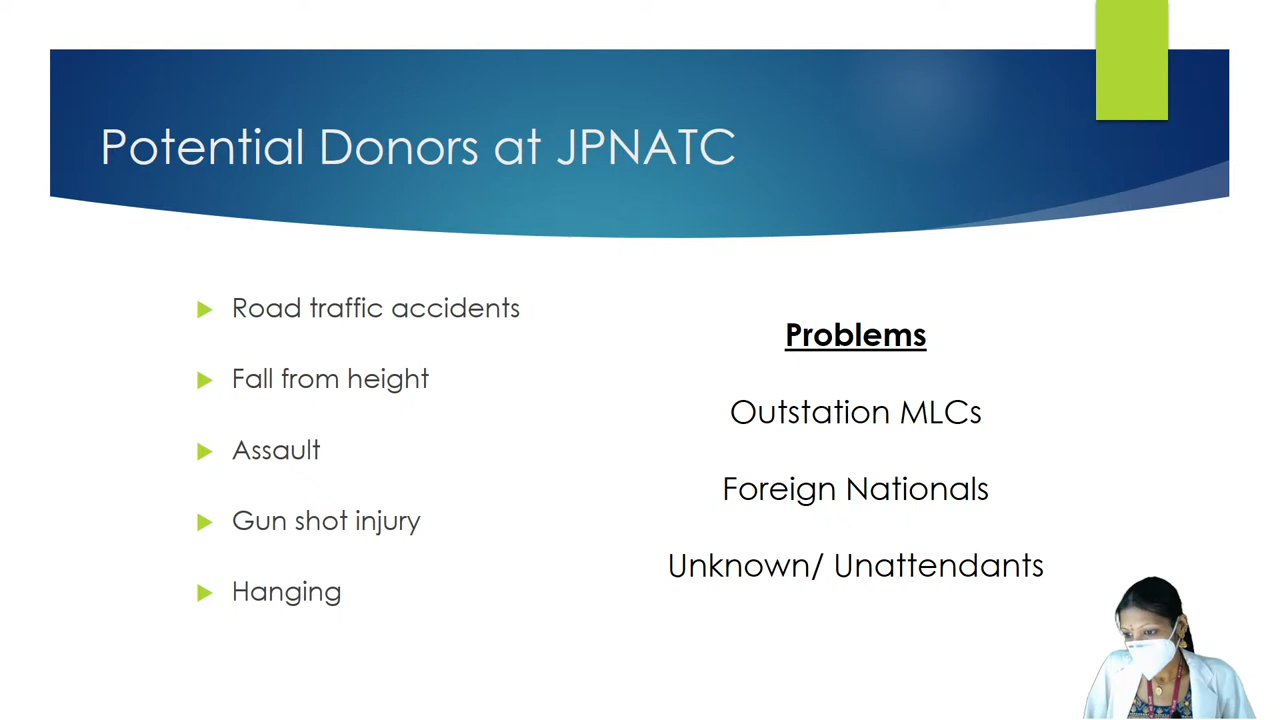 Potential Donors at JPNATC
Road traffic accidents
Fall from height
Assault
Gun shot injury
Hanging
Problems
Outstation MLCs
Foreign Nationals
Unknown/ Unattendants